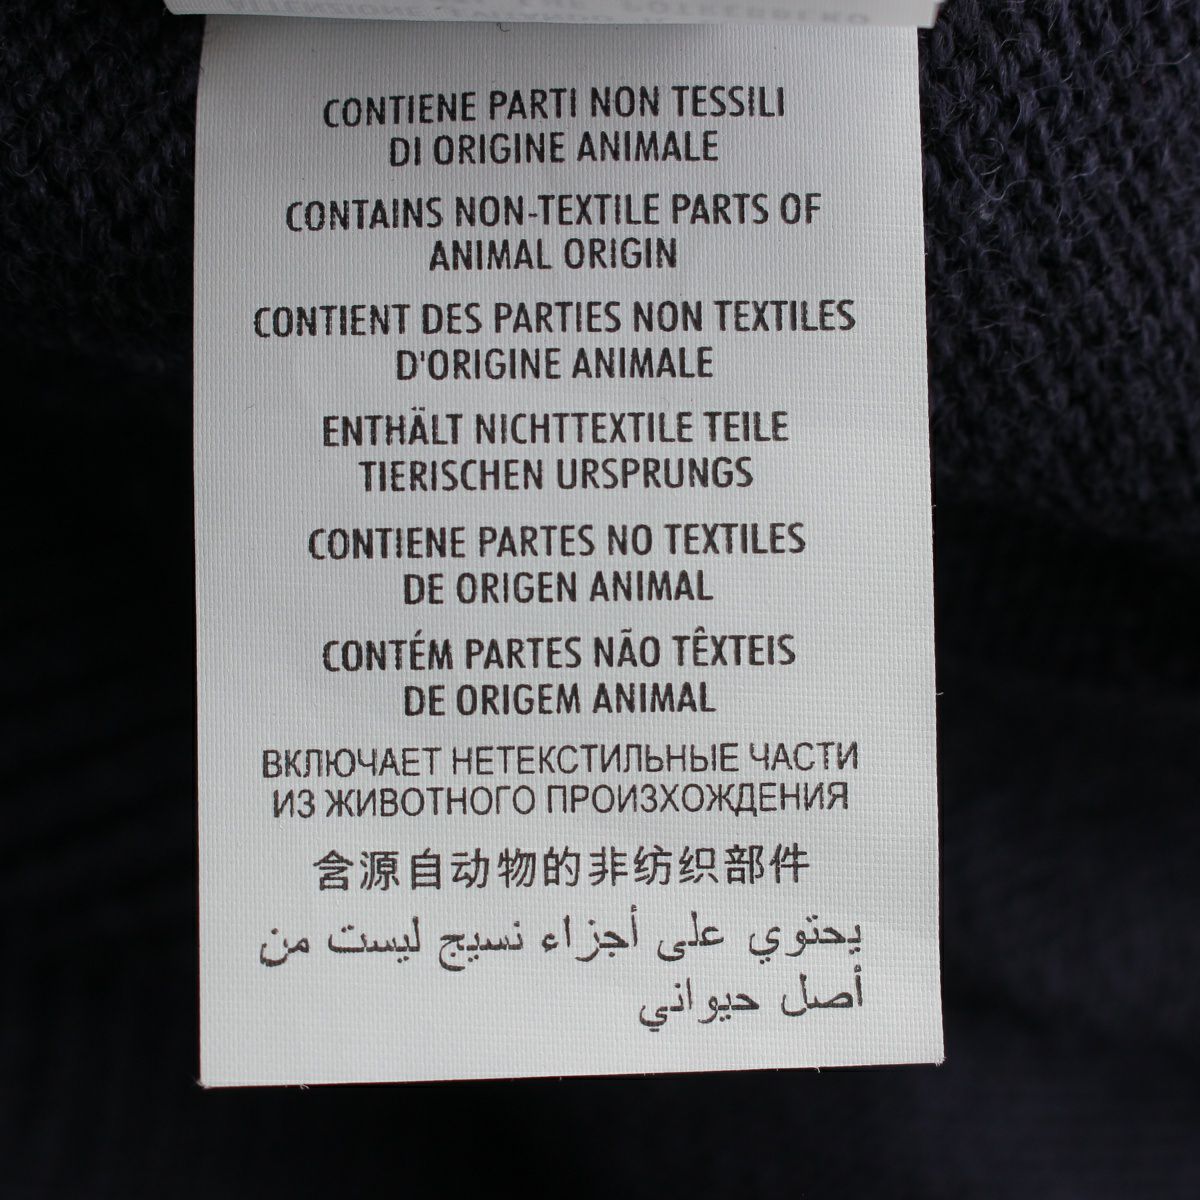 CONTIENE PARTI NON TESSILI
DI ORIGINE ANIMALE
CONTAINS NON-TEXTILE PARTS OF
ANIMAL ORIGIN
CONTIENT DES PARTIES NON TEXTILES
D'ORIGINE ANIMALE
ENTHÄLT NICHTTEXTILE TEILE
TIERISCHEN URSPRUNGS
CONTIENE PARTES NO TEXTILES
DE ORIGEN ANIMAL
CONTÉM PARTES NÃO TÊXTEIS
DE ORIGEM ANIMAL
ВКЛЮЧАЕТ НЕТЕКСТИЛЬНЫЕ ЧАСТИ
ИЗ ЖИВОТНОГО ПРОИЗХОЖДЕНИЯ
含源自动物的非纺织部件
يحتوي على أجزاء نسيج ليست من
أصل حيواني